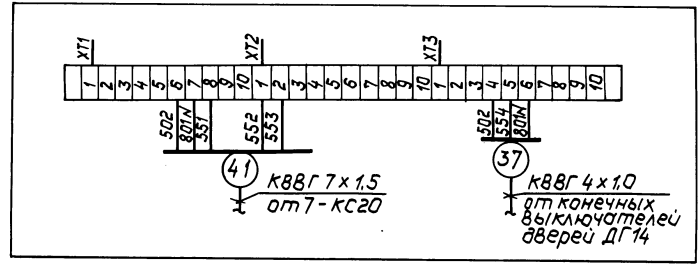 XT1 XT2 XT3
1 2 3 4 5 6 7 8 9 10 1 2 3 4 5 6 7 8 9 10 1 2 3 4 5 6 7 8 9 10
502 801N 551 552 553 502 554 801N
41 37
КВВГ 7×1,5
от 7-КС20
КВВГ 4×1,0
от конечных
выключателей
дверей ДГ14